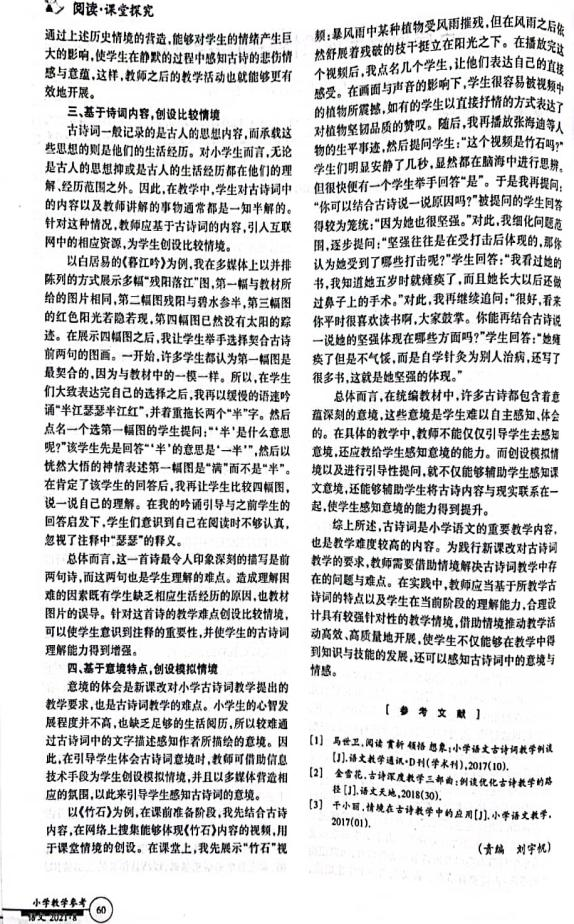 阅读·课堂探究
通过上述历史情境的营造,能够对学生的情绪产生巨
大的影响,使学生在静默的过程中感知古诗的悲伤情
感与意蕴,这样,教师之后的教学活动也就能够更有
效地开展。
三、基于诗词内容,创设比较情境
古诗词一般记录的是古人的思想内容,而承载这
些思想的则是他们的生活经历。对小学生而言,无论
是古人的思想抑或是古人的生活经历都在他们的理
解、经历范围之外。因此,在教学中,学生对古诗词中
的内容以及教师讲解的事物通常都是一知半解的。
针对这种情况,教师应基于古诗词的内容,引入互联
网中的相应资源,为学生创设比较情境。
以白居易的《暮江吟》为例,我在多媒体上以并排
陈列的方式展示多幅“残阳落江”图,第一幅与教材所
给的图片相同,第二幅图残阳与碧水参半,第三幅图
的红色阳光若隐若现,第四幅图已然没有太阳的踪
迹。在展示四幅图之后,我让学生举手选择契合古诗
前两句的图画。一开始,许多学生都认为第一幅图是
最契合的,因为与教材中的一模一样。所以,在学生
们大致表达完自己的选择之后,我再以缓慢的语速吟
诵“半江瑟瑟半江红”,并着重拖长两个“半”字。然后
点名一个选第一幅图的学生提问:“‘半’是什么意思
呢?”该学生先是回答“‘半’的意思是‘一半’”,然后以
恍然大悟的神情表述第一幅图是“满”而不是“半”。
在肯定了该学生的回答后,我再让学生比较四幅图,
说一说自己的理解。在我的吟诵引导与之前学生的
回答启发下,学生们意识到自己在阅读时不够认真,
忽视了注释中“瑟瑟”的释义。
总体而言,这一首诗最令人印象深刻的描写是前
两句诗,而这两句也是学生理解的难点。造成理解困
难的因素既有学生缺乏相应生活经历的原因,也教材
图片的误导。针对这首诗的教学难点创设比较情境,
可以使学生意识到注释的重要性,并使学生的古诗词
理解能力得到增强。
四、基于意境特点,创设模拟情境
意境的体会是新课改对小学古诗词教学提出的
教学要求,也是古诗词教学的难点。小学生的心智发
展程度并不高,也缺乏足够的生活阅历,所以较难通
过古诗词中的文字描述感知作者所描绘的意境。因
此,在引导学生体会古诗词意境时,教师可借助信息
技术手段为学生创设模拟情境,并且以多媒体营造相
应的氛围,以此来引导学生感知古诗词的意境。
以《竹石》为例,在课前准备阶段,我先结合古诗
内容,在网络上搜集能够体现《竹石》内容的视频,用
于课堂情境的创设。在课堂上,我先展示“竹石”视
频:暴风雨中某种植物受风雨摧残,但在风雨之后依
然舒展着残破的枝干挺立在阳光之下。在播放完这
个视频后,我点名几个学生,让他们表达自己的直接
感受。在画面与声音的影响下,学生很容易被视频中
的植物所震撼,如有的学生以直接抒情的方式表达了
对植物坚韧品质的赞叹。随后,我再播放张海迪等人
物的生平事迹,然后提问学生:“这个视频是竹石吗?”
学生们明显安静了几秒,显然都在脑海中进行思辨。
但很快便有一个学生举手回答“是”。于是我再提问:
“你可以结合古诗说一说原因吗?”被提问的学生回答
得较为笼统:“因为她也很坚强。”对此,我细化问题范
围,逐步提问:“坚强往往是在受打击后体现的,那你
认为她受到了哪些打击呢?”学生回答:“我看过她的
书,我知道她五岁时就瘫痪了,而且她长大以后还做
过鼻子上的手术。”对此,我再继续追问:“很好,看来
你平时很喜欢读书啊,大家鼓掌。你能再结合古诗说
一说她的坚强体现在哪些方面吗?”学生回答:“她瘫
痪了但是不气馁,而是自学针灸为别人治病,还写了
很多书,这就是她坚强的体现。”
总体而言,在统编教材中,许多古诗都包含着意
蕴深刻的意境,这些意境是学生难以自主感知、体会
的。在具体的教学中,教师不能仅仅引导学生去感知
意境,还应教给学生感知意境的能力。而创设模拟情
境以及进行引导性提问,就不仅能够辅助学生感知课
文意境,还能够辅助学生将古诗内容与现实联系在一
起,使学生感知意境的能力得到提升。
综上所述,古诗词是小学语文的重要教学内容,
也是教学难度较高的内容。为践行新课改对古诗词
教学的要求,教师需要借助情境解决古诗词教学中存
在的问题与难点。在实践中,教师应当基于所教学古
诗词的特点以及学生在当前阶段的理解能力,合理设
计具有较强针对性的教学情境,借助情境推动教学活
动高效、高质量地开展,使学生不仅能够在教学中得
到知识与技能的发展,还可以感知古诗词中的意境与
情感。
[ 参 考 文 献 ]
[1] 马世卫.阅读 赏析 领悟 想象:小学语文古诗词教学例谈
[J].语文教学通讯·D刊(学术刊),2017(10).
[2] 金雪花.古诗深度教学三部曲:例谈优化古诗教学的路
径[J].语文天地,2018(30).
[3] 干小丽.情境在古诗教学中的应用[J].小学语文教学,
2017(01).
(责编 刘宇帆)
小学教学参考
语文 2021·8
60